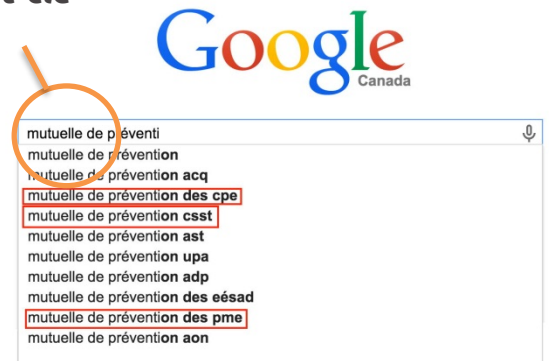 clé
Google
Canada
mutuelle de préventi
mutuelle de prévention
mutuelle de prévention acq
mutuelle de prévention des cpe
mutuelle de prévention csst
mutuelle de prévention ast
mutuelle de prévention upa
mutuelle de prévention adp
mutuelle de prévention des eésad
mutuelle de prévention des pme
mutuelle de prévention aon